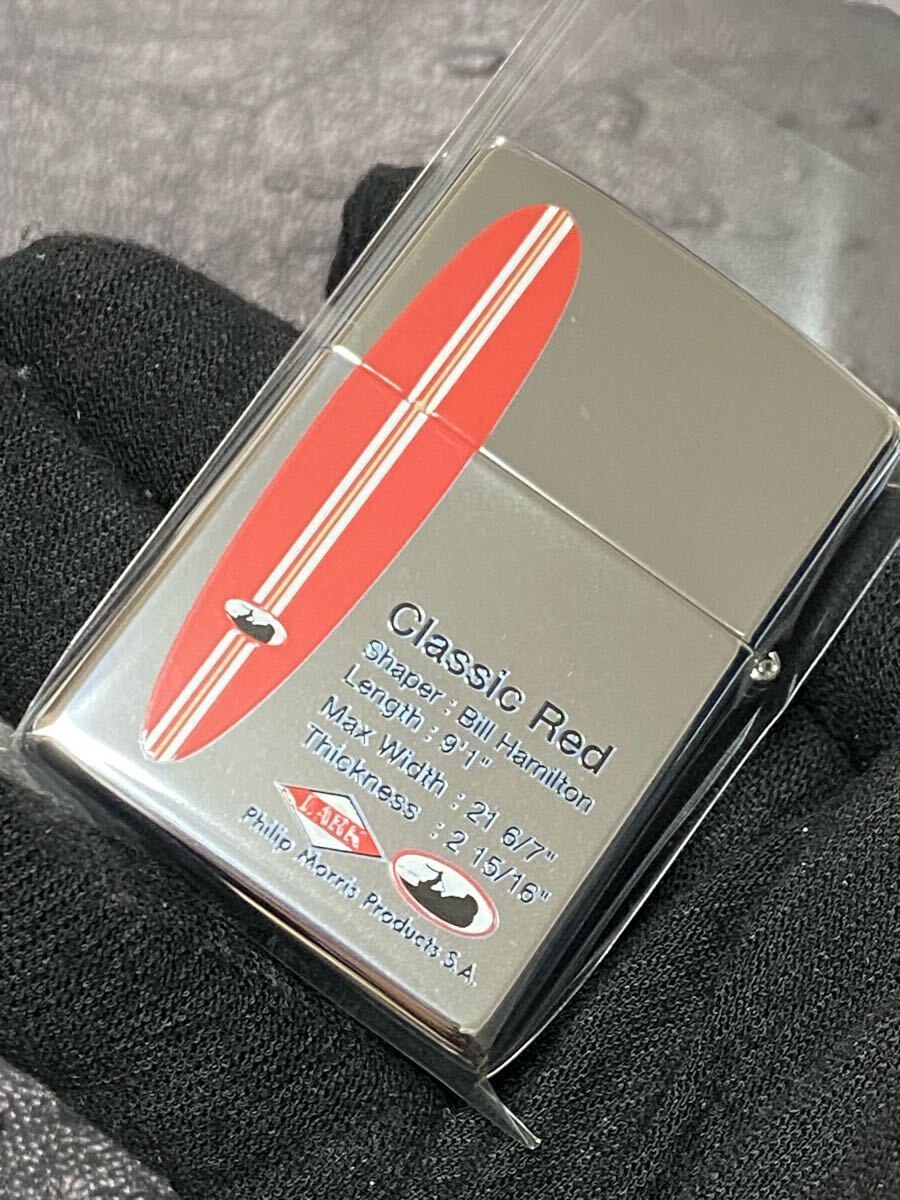 Classic Red
Shaper : Bill Hamilton
Length : 9'1"
Max Width : 21 6/7"
Thickness : 2 15/16"
LARK
Philip Morris Products S.A.